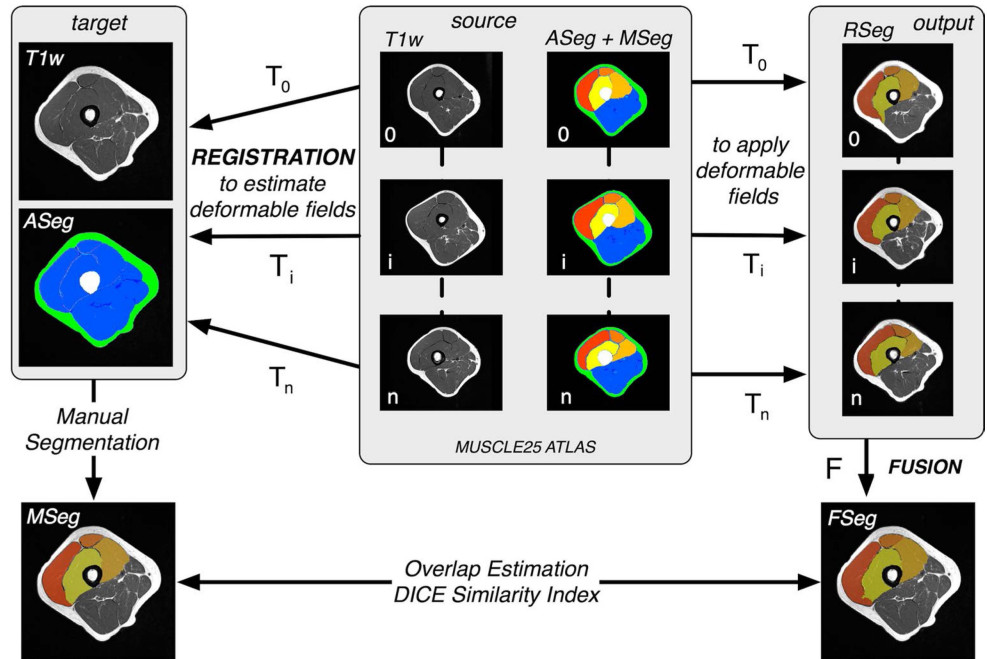 target
T1w
ASeg
source
T1w
ASeg + MSeg
0
0
i
i
n
n
MUSCLE25 ATLAS
T0
REGISTRATION
to estimate
deformable fields
Ti
Tn
T0
to apply
deformable
fields
Ti
Tn
RSeg
output
0
i
n
Manual
Segmentation
F
FUSION
MSeg
Overlap Estimation
DICE Similarity Index
FSeg